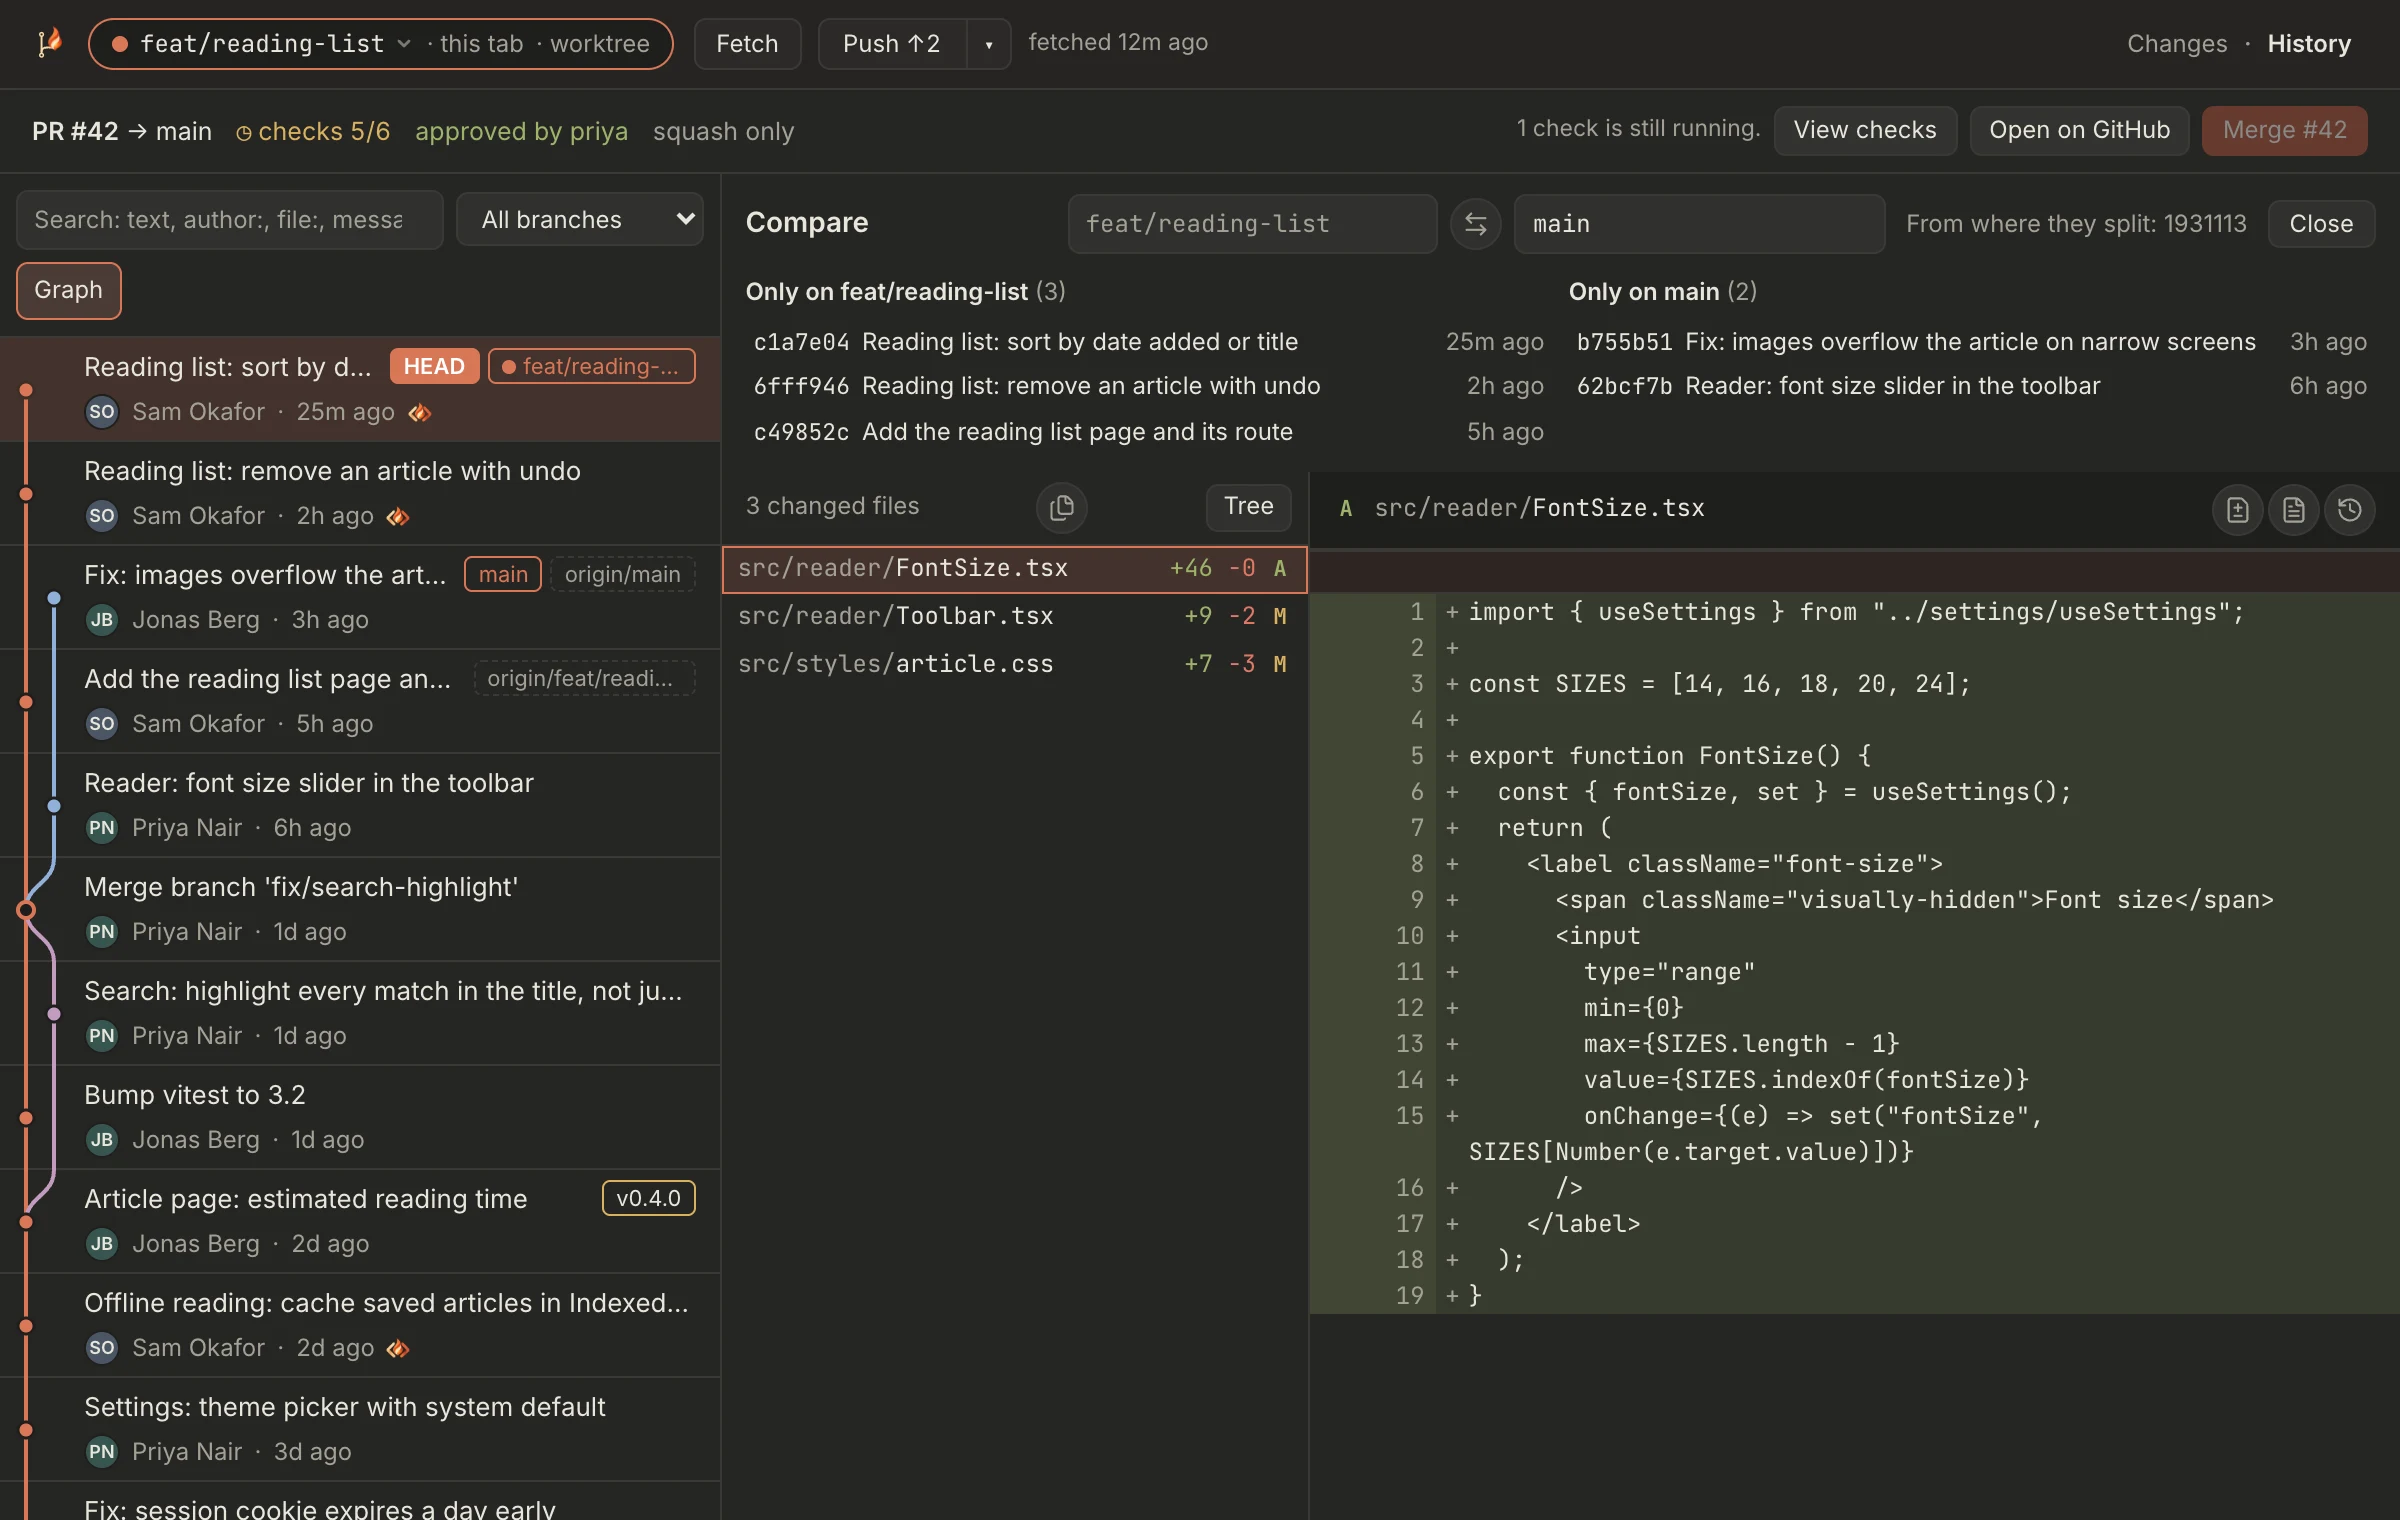 feat/reading-list · this tab · worktree Fetch Push ↑2 ▾ fetched 12m ago Changes · History
PR #42 → main checks 5/6 approved by priya squash only 1 check is still running. View checks Open on GitHub Merge #42
Search: text, author:, file:, messa All branches
Graph
Reading list: sort by d... HEAD feat/reading-...
SO Sam Okafor · 25m ago
Reading list: remove an article with undo
SO Sam Okafor · 2h ago
Fix: images overflow the art... main origin/main
JB Jonas Berg · 3h ago
Add the reading list page an... origin/feat/readi...
SO Sam Okafor · 5h ago
Reader: font size slider in the toolbar
PN Priya Nair · 6h ago
Merge branch 'fix/search-highlight'
PN Priya Nair · 1d ago
Search: highlight every match in the title, not ju...
PN Priya Nair · 1d ago
Bump vitest to 3.2
JB Jonas Berg · 1d ago
Article page: estimated reading time v0.4.0
JB Jonas Berg · 2d ago
Offline reading: cache saved articles in Indexed...
SO Sam Okafor · 2d ago
Settings: theme picker with system default
PN Priya Nair · 3d ago
Fix: session cookie expires a day early
Compare feat/reading-list main From where they split: 1931113 Close
Only on feat/reading-list (3)
c1a7e04 Reading list: sort by date added or title 25m ago
6fff946 Reading list: remove an article with undo 2h ago
c49852c Add the reading list page and its route 5h ago
Only on main (2)
b755b51 Fix: images overflow the article on narrow screens 3h ago
62bcf7b Reader: font size slider in the toolbar 6h ago
3 changed files Tree
src/reader/FontSize.tsx +46 -0 A
src/reader/Toolbar.tsx +9 -2 M
src/styles/article.css +7 -3 M
A src/reader/FontSize.tsx
1 + import { useSettings } from "../settings/useSettings";
2 +
3 + const SIZES = [14, 16, 18, 20, 24];
4 +
5 + export function FontSize() {
6 +   const { fontSize, set } = useSettings();
7 +   return (
8 +     <label className="font-size">
9 +       <span className="visually-hidden">Font size</span>
10 +       <input
11 +         type="range"
12 +         min={0}
13 +         max={SIZES.length - 1}
14 +         value={SIZES.indexOf(fontSize)}
15 +         onChange={(e) => set("fontSize",
SIZES[Number(e.target.value)])}
16 +       />
17 +     </label>
18 +   );
19 + }